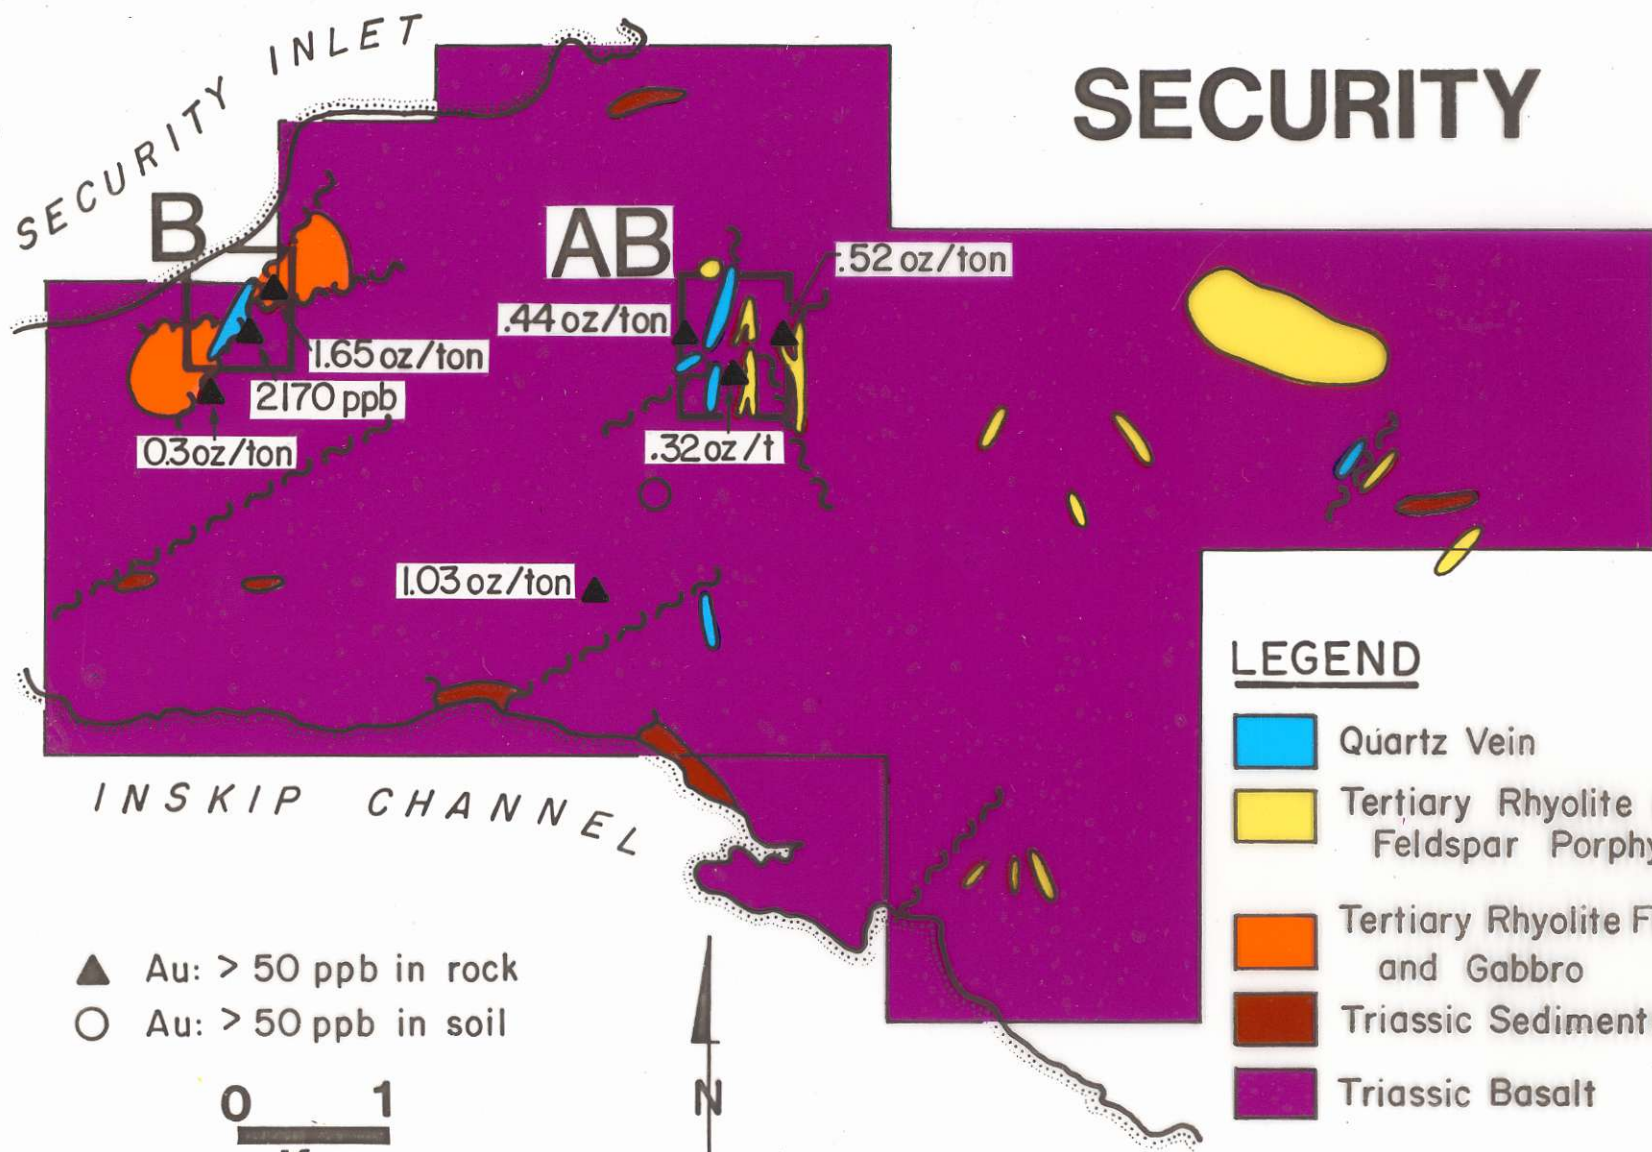 SECURITY INLET
SECURITY
B
AB
.52 oz/ton
.44 oz/ton
1.65 oz/ton
2170 ppb
0.3 oz/ton
.32 oz/t
1.03 oz/ton
INSKIP CHANNEL
LEGEND
Quartz Vein
Tertiary Rhyolite
Feldspar Porphy
Tertiary Rhyolite F
and Gabbro
Triassic Sediment
Triassic Basalt
Au: > 50 ppb in rock
Au: > 50 ppb in soil
0 1
N